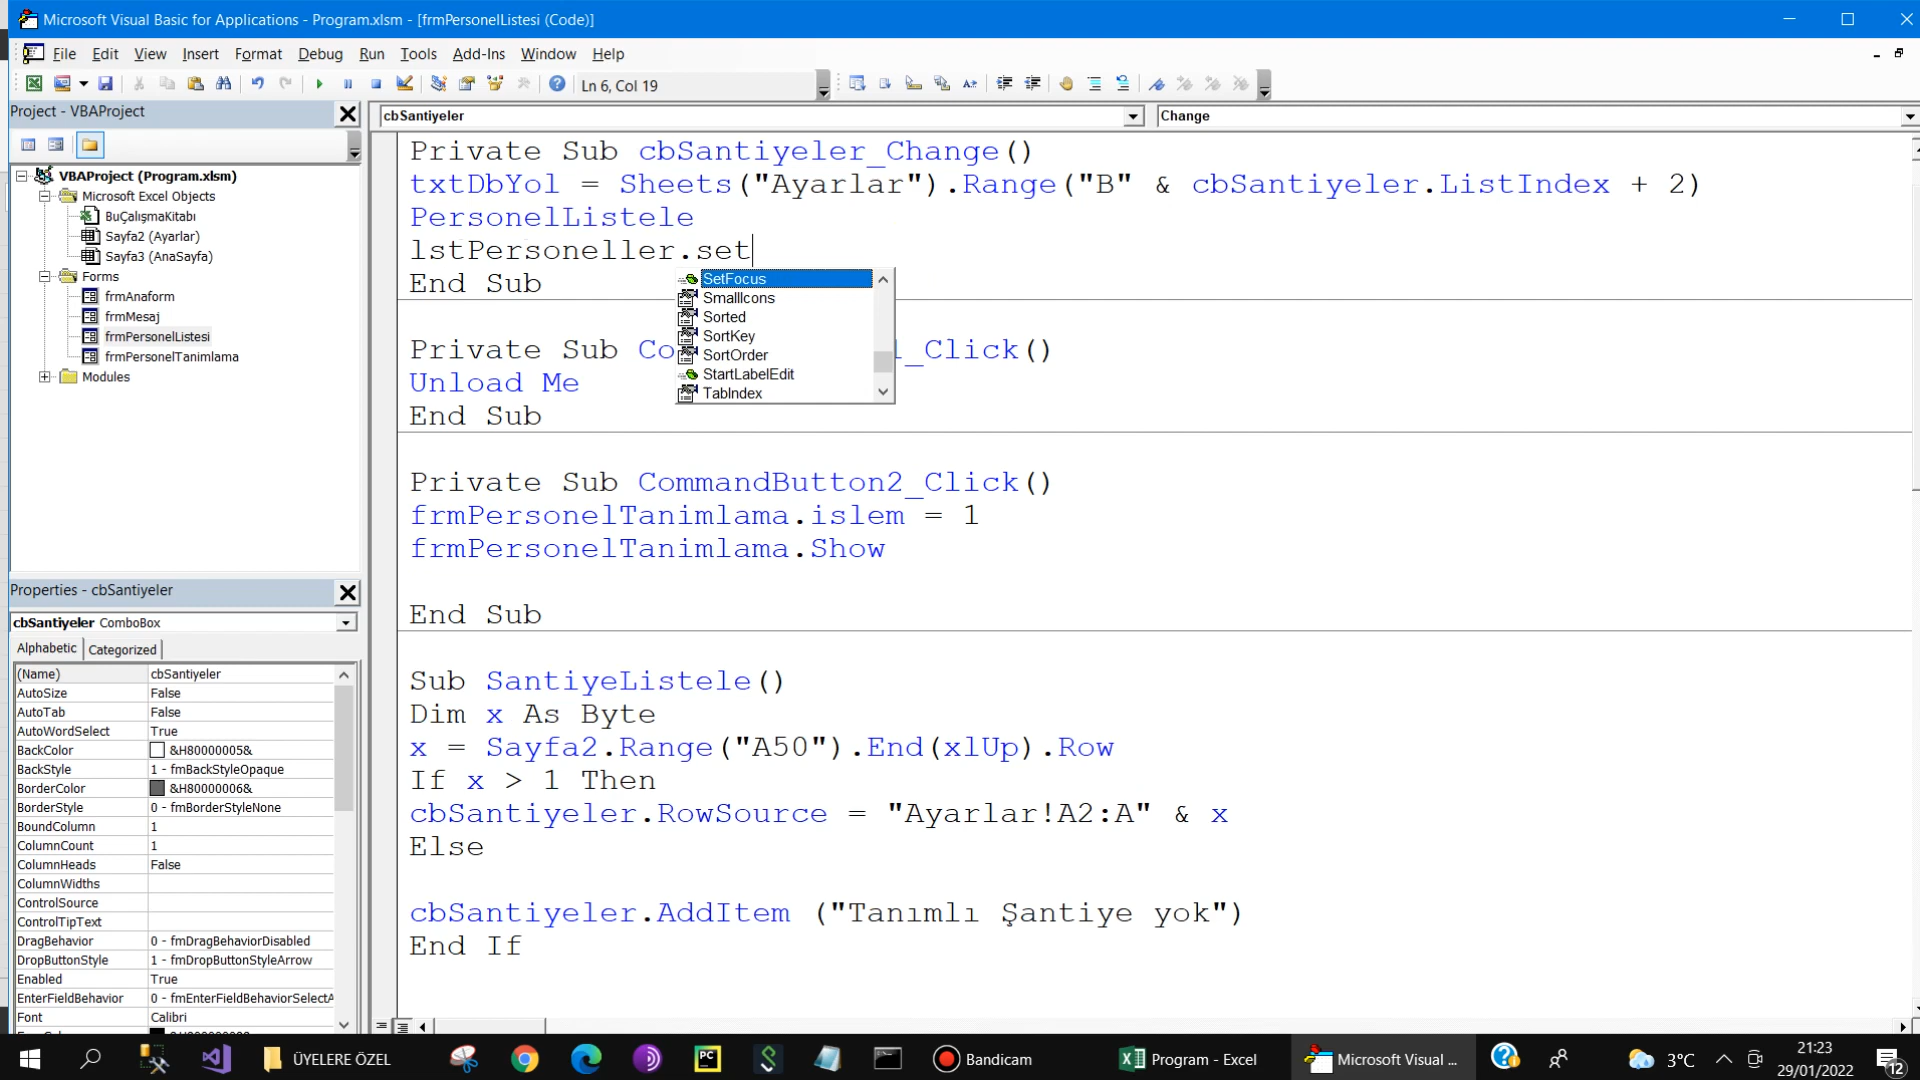 Microsoft Visual Basic for Applications - Program.xlsm - [frmPersonelListesi (Code)]
File Edit View Insert Format Debug Run Tools Add-Ins Window Help
Ln 6, Col 19
Project - VBAProject
cbSantiyeler
Change
VBAProject (Program.xlsm)
Microsoft Excel Objects
BuÇalışmaKitabı
Sayfa2 (Ayarlar)
Sayfa3 (AnaSayfa)
Forms
frmAnaform
frmMesaj
frmPersonelListesi
frmPersonelTanimlama
Modules
Private Sub cbSantiyeler_Change()
txtDbYol = Sheets("Ayarlar").Range("B" & cbSantiyeler.ListIndex + 2)
PersonelListele
lstPersoneller.set
End Sub
SetFocus
SmallIcons
Sorted
SortKey
SortOrder
StartLabelEdit
TabIndex
Private Sub Co
_Click()
Unload Me
End Sub
Private Sub CommandButton2_Click()
frmPersonelTanimlama.islem = 1
frmPersonelTanimlama.Show
End Sub
Sub SantiyeListele()
Dim x As Byte
x = Sayfa2.Range("A50").End(xlUp).Row
If x > 1 Then
cbSantiyeler.RowSource = "Ayarlar!A2:A" & x
Else
cbSantiyeler.AddItem ("Tanımlı Şantiye yok")
End If
Properties - cbSantiyeler
cbSantiyeler ComboBox
Alphabetic Categorized
(Name) cbSantiyeler
AutoSize False
AutoTab False
AutoWordSelect True
BackColor &H80000005&
BackStyle 1 - fmBackStyleOpaque
BorderColor &H80000006&
BorderStyle 0 - fmBorderStyleNone
BoundColumn 1
ColumnCount 1
ColumnHeads False
ColumnWidths
ControlSource
ControlTipText
DragBehavior 0 - fmDragBehaviorDisabled
DropButtonStyle 1 - fmDropButtonStyleArrow
Enabled True
EnterFieldBehavior 0 - fmEnterFieldBehaviorSelectA
Font Calibri
ÜYELERE ÖZEL
PC
Bandicam
Program - Excel
Microsoft Visual ...
3°C
21:23
29/01/2022
12